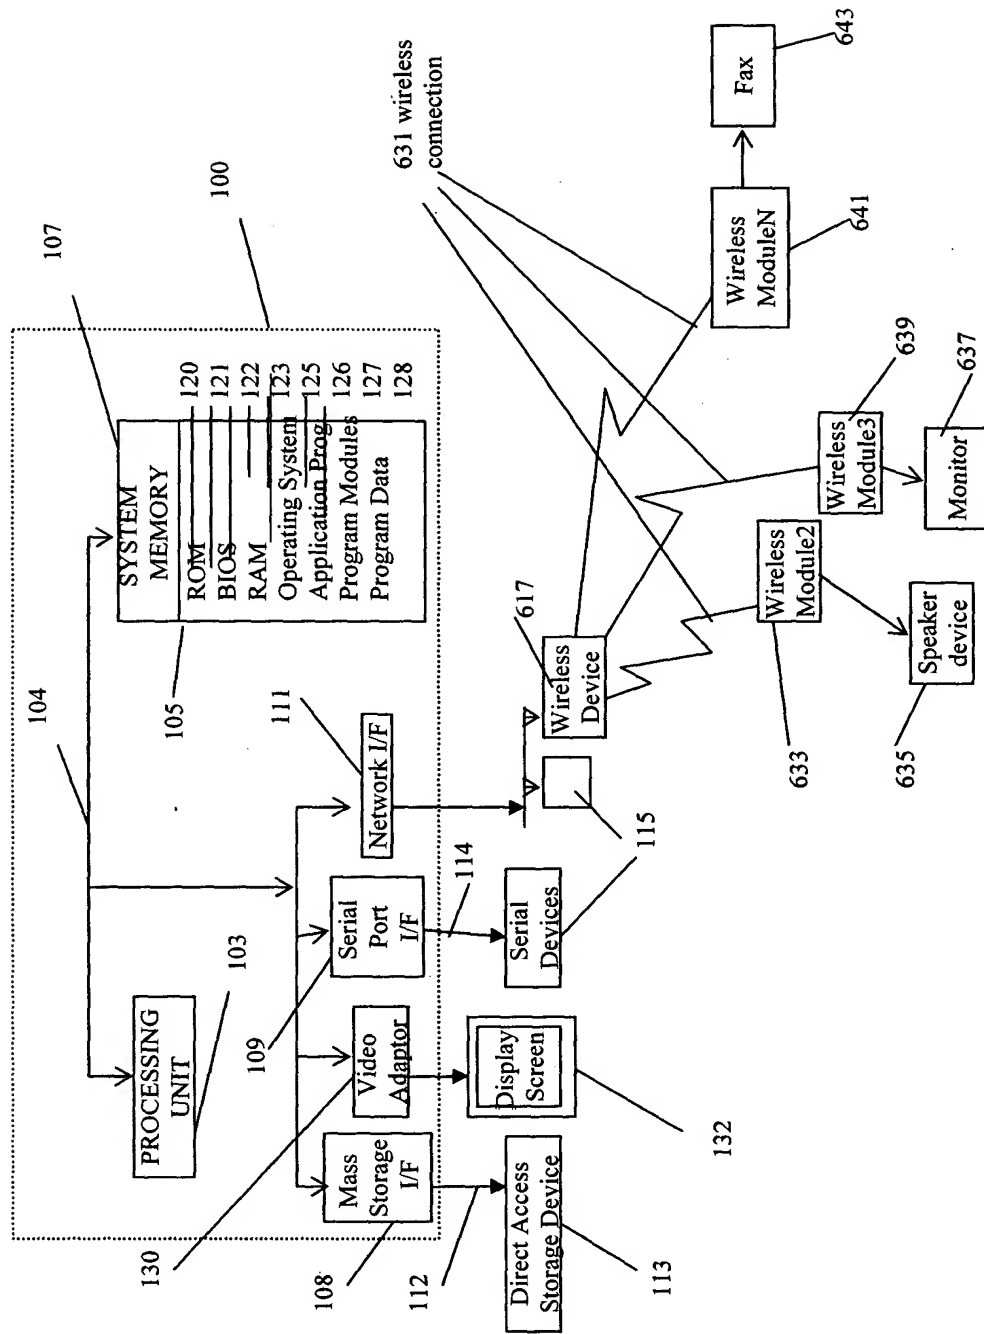 107
100
104
SYSTEM
MEMORY
105
ROM 120
BIOS 121
RAM 122
123
Operating System
125
Application Prog
126
Program Modules 127
Program Data 128
PROCESSING
UNIT
103
111
Network I/F
109
Serial
Port
I/F
114
130
Video
Adaptor
108
Mass
Storage
I/F
112
Direct Access
Storage Device
113
Display
Screen
132
Serial Devices
115
617
Wireless
Device
631 wireless
connection
633
Wireless
Module2
635
Speaker
device
639
Wireless
Module3
637
Monitor
641
Wireless
ModuleN
643
Fax